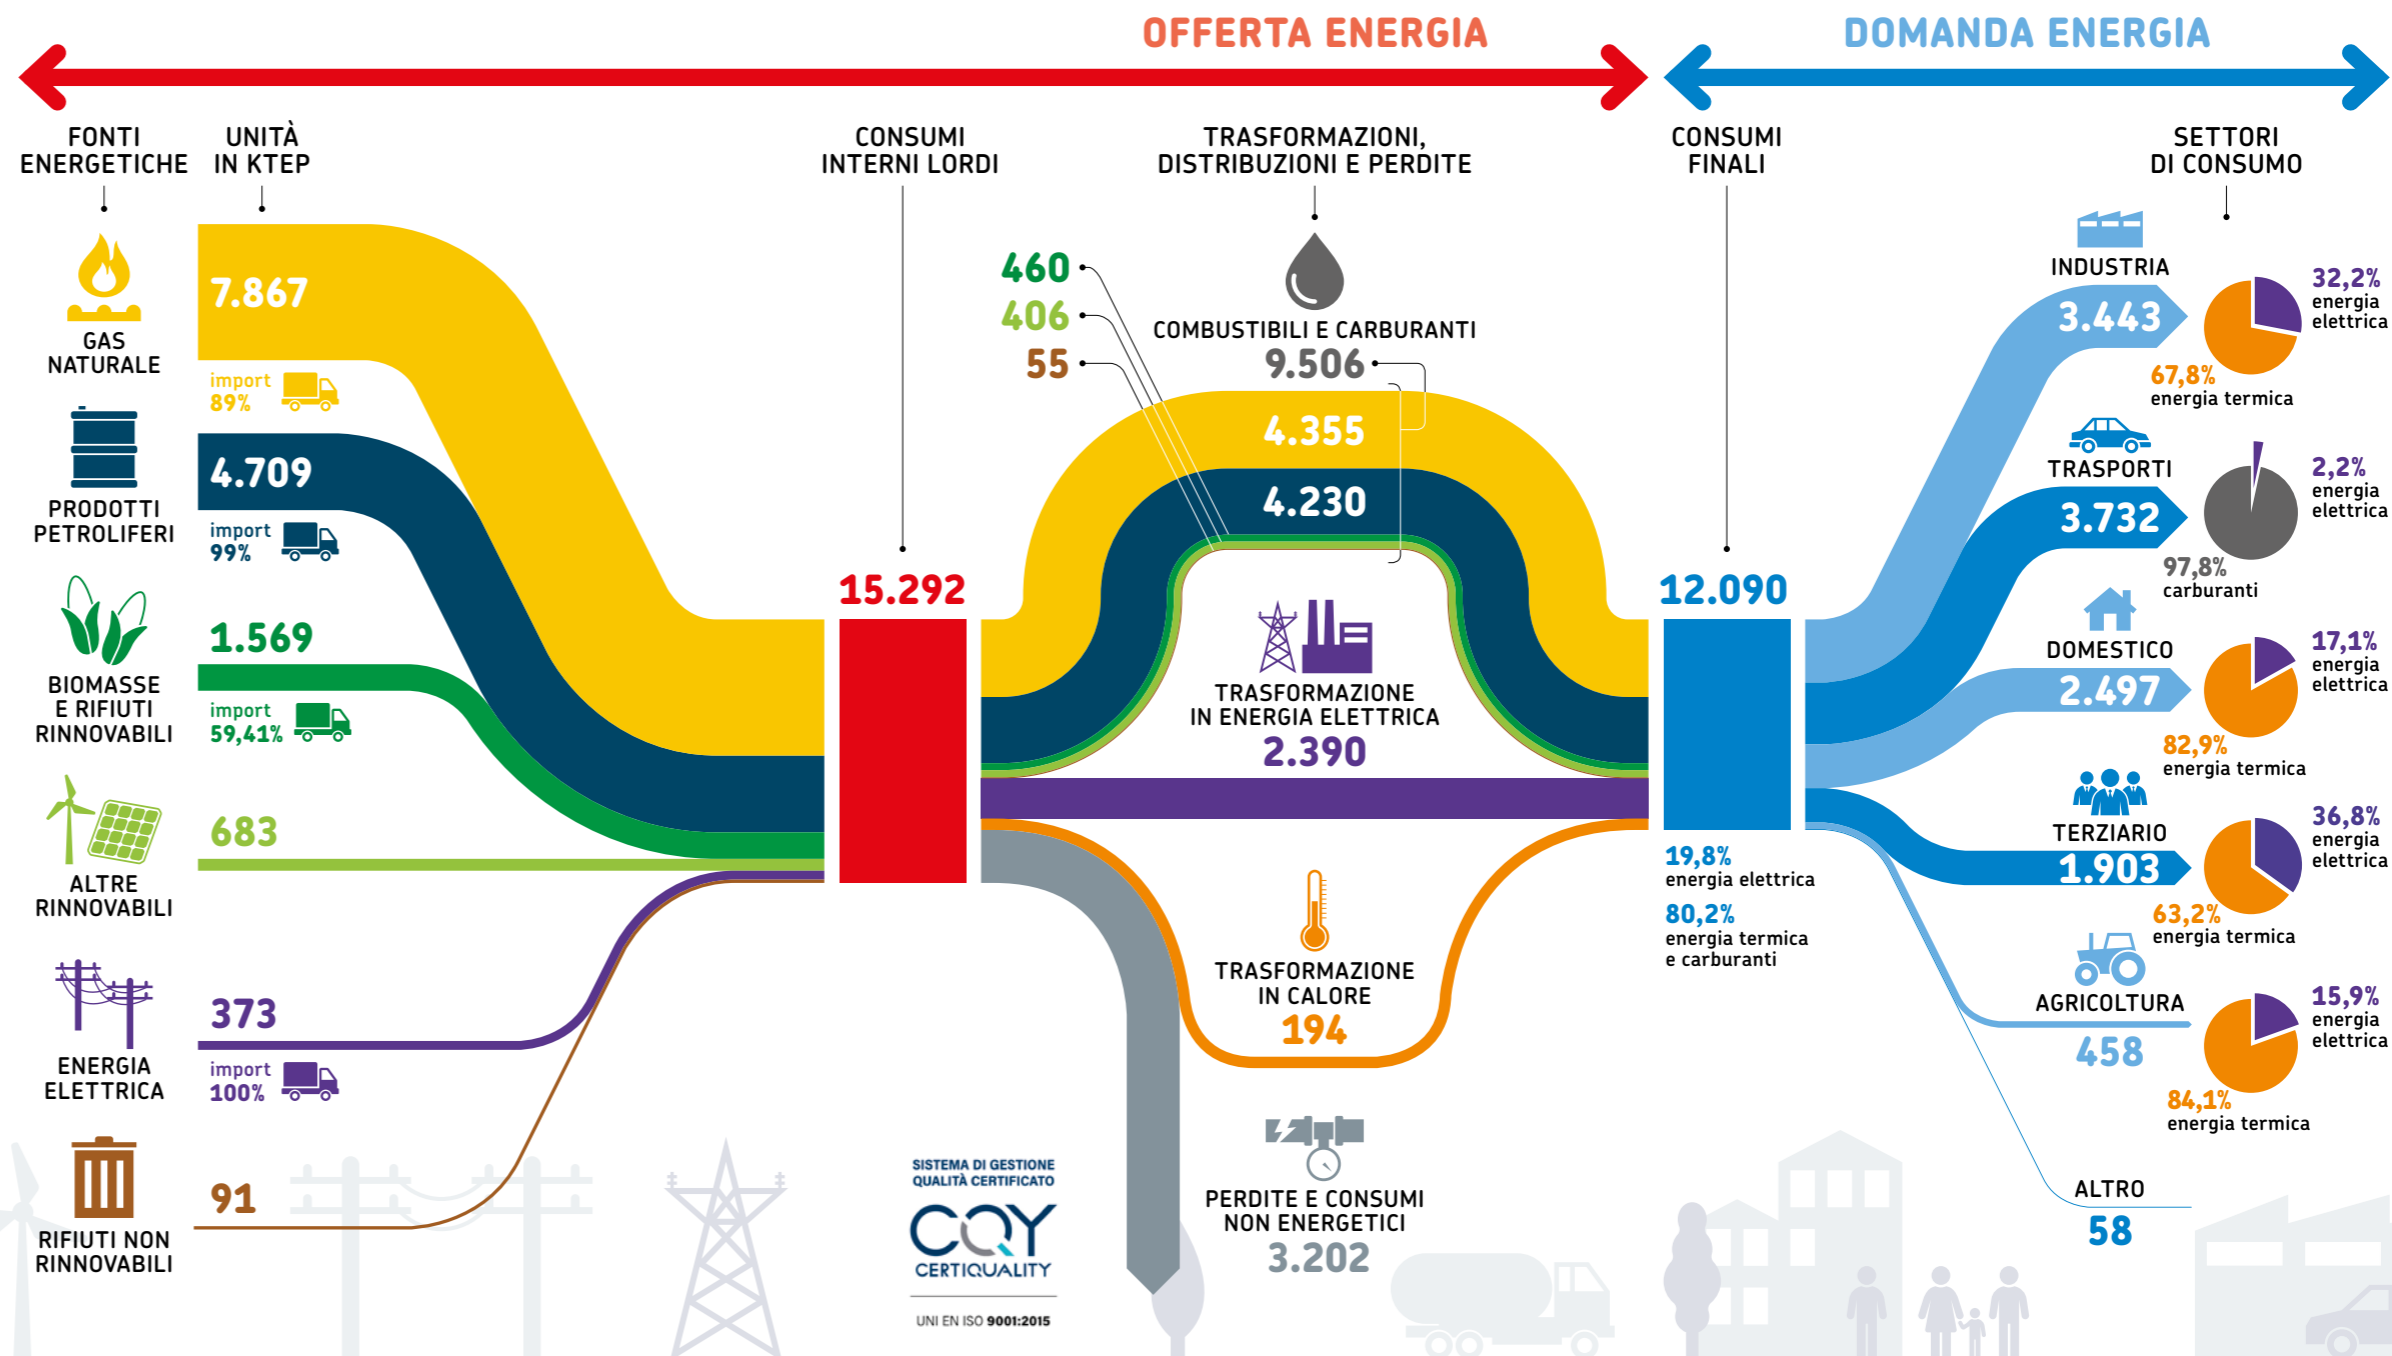 OFFERTA ENERGIA
DOMANDA ENERGIA
FONTI
ENERGETICHE
UNITÀ
IN KTEP
CONSUMI
INTERNI LORDI
TRASFORMAZIONI,
DISTRIBUZIONI E PERDITE
CONSUMI
FINALI
SETTORI
DI CONSUMO
GAS
NATURALE
7.867
import
89%
PRODOTTI
PETROLIFERI
4.709
import
99%
BIOMASSE
E RIFIUTI
RINNOVABILI
1.569
import
59,41%
ALTRE
RINNOVABILI
683
ENERGIA
ELETTRICA
373
import
100%
RIFIUTI NON
RINNOVABILI
91
15.292
460
406
55
COMBUSTIBILI E CARBURANTI
9.506
4.355
4.230
TRASFORMAZIONE
IN ENERGIA ELETTRICA
2.390
TRASFORMAZIONE
IN CALORE
194
PERDITE E CONSUMI
NON ENERGETICI
3.202
SISTEMA DI GESTIONE
QUALITÀ CERTIFICATO
CQY
CERTIQUALITY
UNI EN ISO 9001:2015
12.090
19,8%
energia elettrica
80,2%
energia termica
e carburanti
INDUSTRIA
3.443
32,2%
energia
elettrica
67,8%
energia termica
TRASPORTI
3.732
2,2%
energia
elettrica
97,8%
carburanti
DOMESTICO
2.497
17,1%
energia
elettrica
82,9%
energia termica
TERZIARIO
1.903
36,8%
energia
elettrica
63,2%
energia termica
AGRICOLTURA
458
15,9%
energia
elettrica
84,1%
energia termica
ALTRO
58